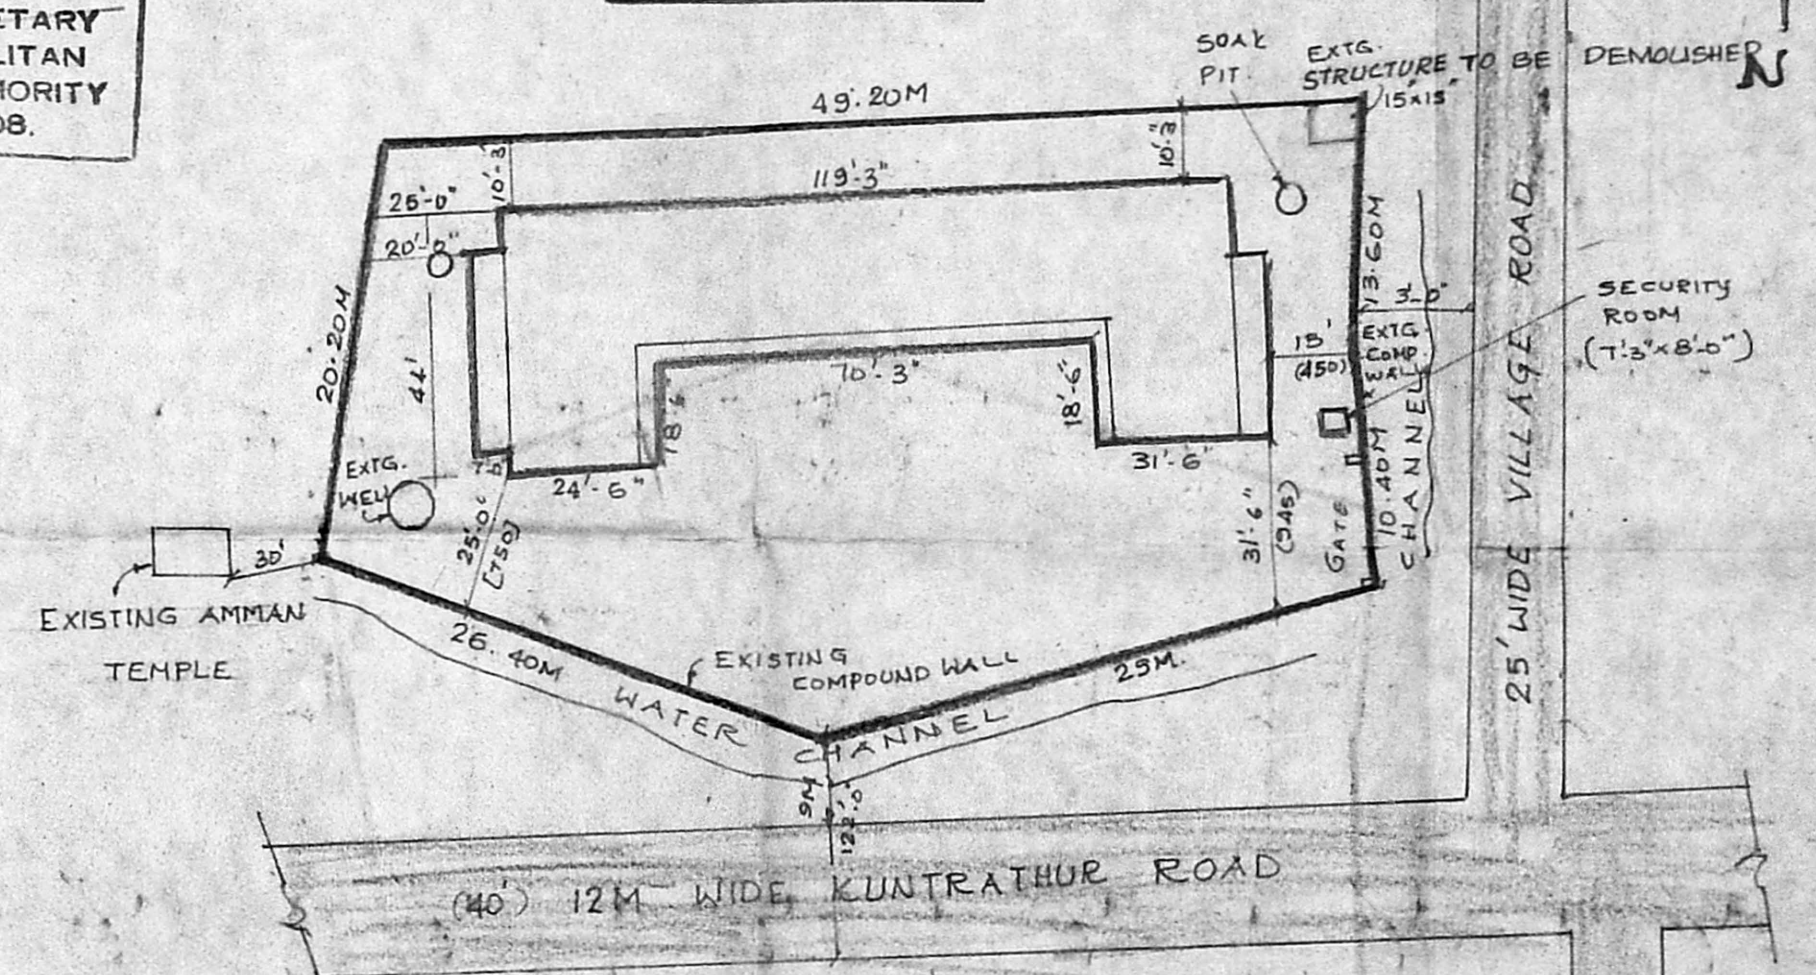 ETARY
LITAN
HORITY
08.
SOAK
PIT.
EXTG.
STRUCTURE TO BE DEMOLISHED
15'x15'
N
49.20M
10'-3"
10'-3"
119'-3"
25'-0"
20'-0"
20.20M
44'
13.60M
3'-0"
SECURITY
ROOM
(7'-3"x8'-0")
15'
(450)
EXTG.
COMP.
WALL
70'-3"
18'-6"
18'-6"
24'-6"
31'-6"
EXTG.
WELL
25'-0"
[750]
31'-6"
(945)
GATE
10.40M
CHANNEL
25' WIDE VILLAGE ROAD
30'
EXISTING AMMAN
TEMPLE
26.40M
EXISTING
COMPOUND WALL
WATER CHANNEL
9M
(40') 12M WIDE KUNTRATHUR ROAD